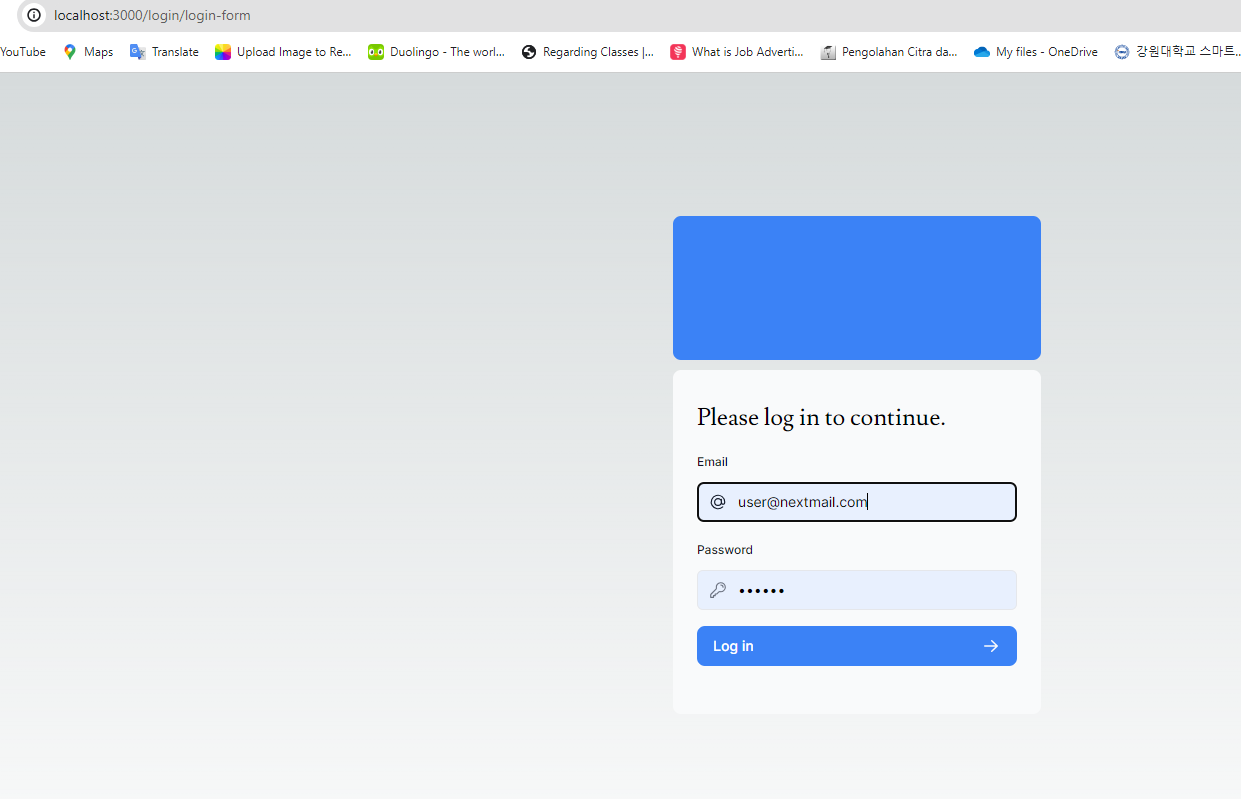 localhost:3000/login/login-form
YouTube Maps Translate Upload Image to Re... Duolingo - The worl... Regarding Classes |... What is Job Adverti... Pengolahan Citra da... My files - OneDrive 강원대학교 스마트...
Please log in to continue.
Email
@ user@nextmail.com
Password
••••••
Log in